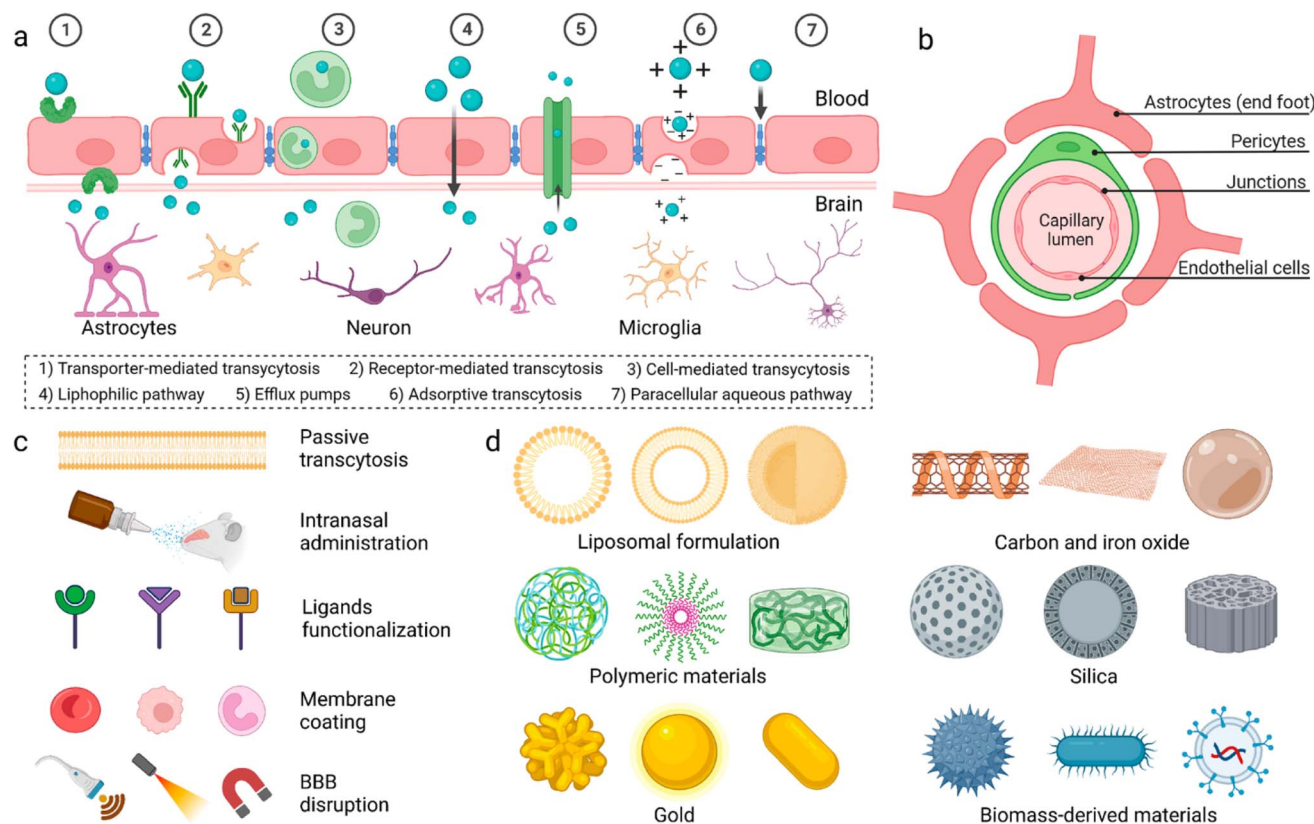 a
1 2 3 4 5 6 7
Blood
Brain
Astrocytes Neuron Microglia
1) Transporter-mediated transycytosis 2) Receptor-mediated transcytosis 3) Cell-mediated transycytosis
4) Liphophilic pathway 5) Efflux pumps 6) Adsorptive transcytosis 7) Paracellular aqueous pathway
b
Astrocytes (end foot)
Pericytes
Junctions
Capillary
lumen
Endothelial cells
c
Passive
transcytosis
Intranasal
administration
Ligands
functionalization
Membrane
coating
BBB
disruption
d
Liposomal formulation
Carbon and iron oxide
Polymeric materials
Silica
Gold
Biomass-derived materials